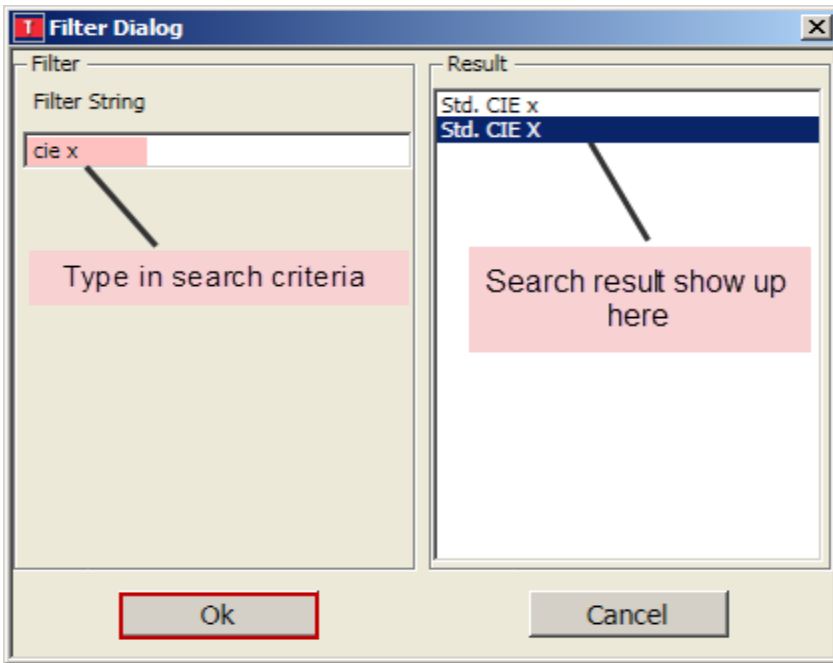 T Filter Dialog
Filter
Filter String
cie x
Type in search criteria
Result
Std. CIE x
Std. CIE X
Search result show up
here
Ok
Cancel